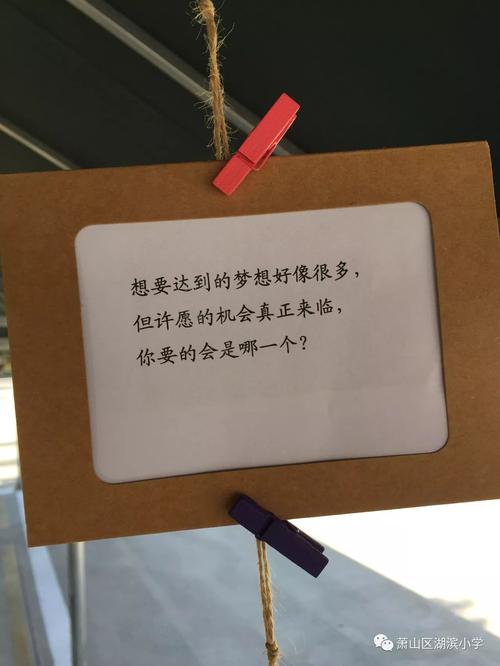 想要达到的梦想好像很多，
但许愿的机会真正来临，
你要的会是哪一个？
萧山区湖滨小学